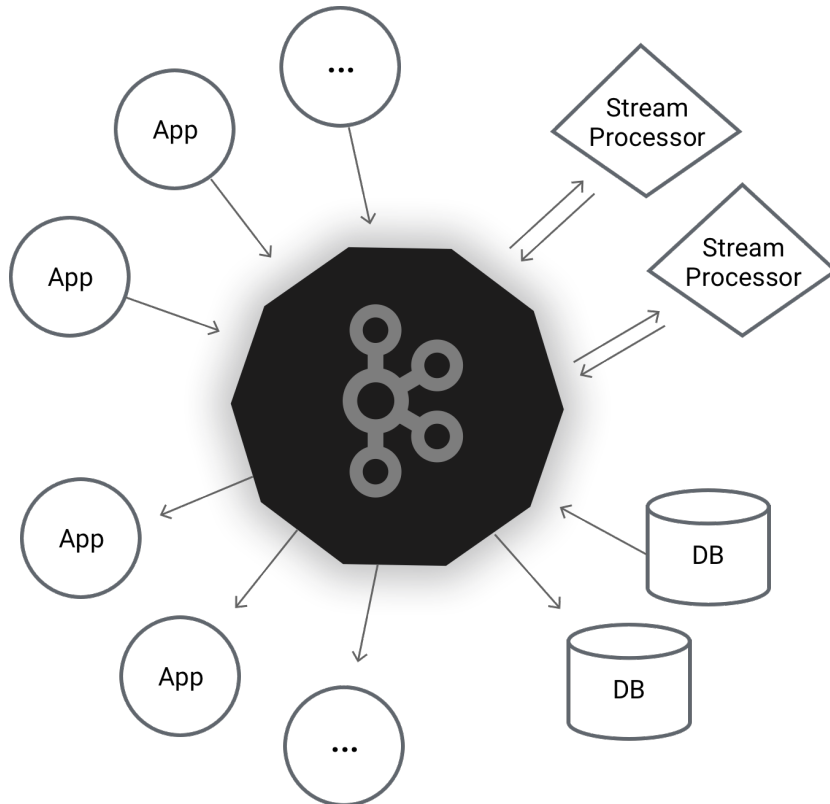 ...
App
App
Stream
Processor
Stream
Processor
App
App
...
DB
DB